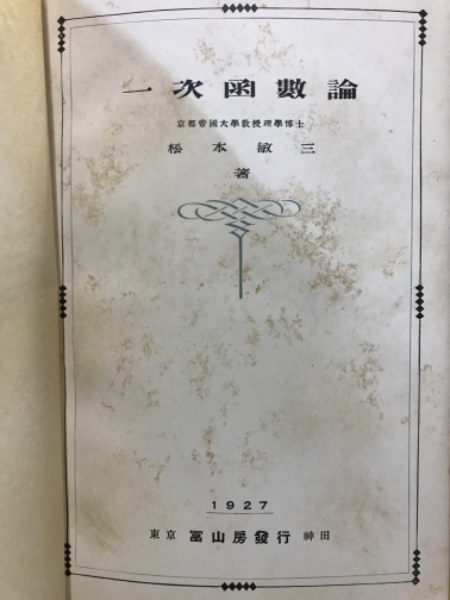 一次函數論
京都帝國大學教授理學博士
松本敏三
著
1927
東京 冨山房發行 神田